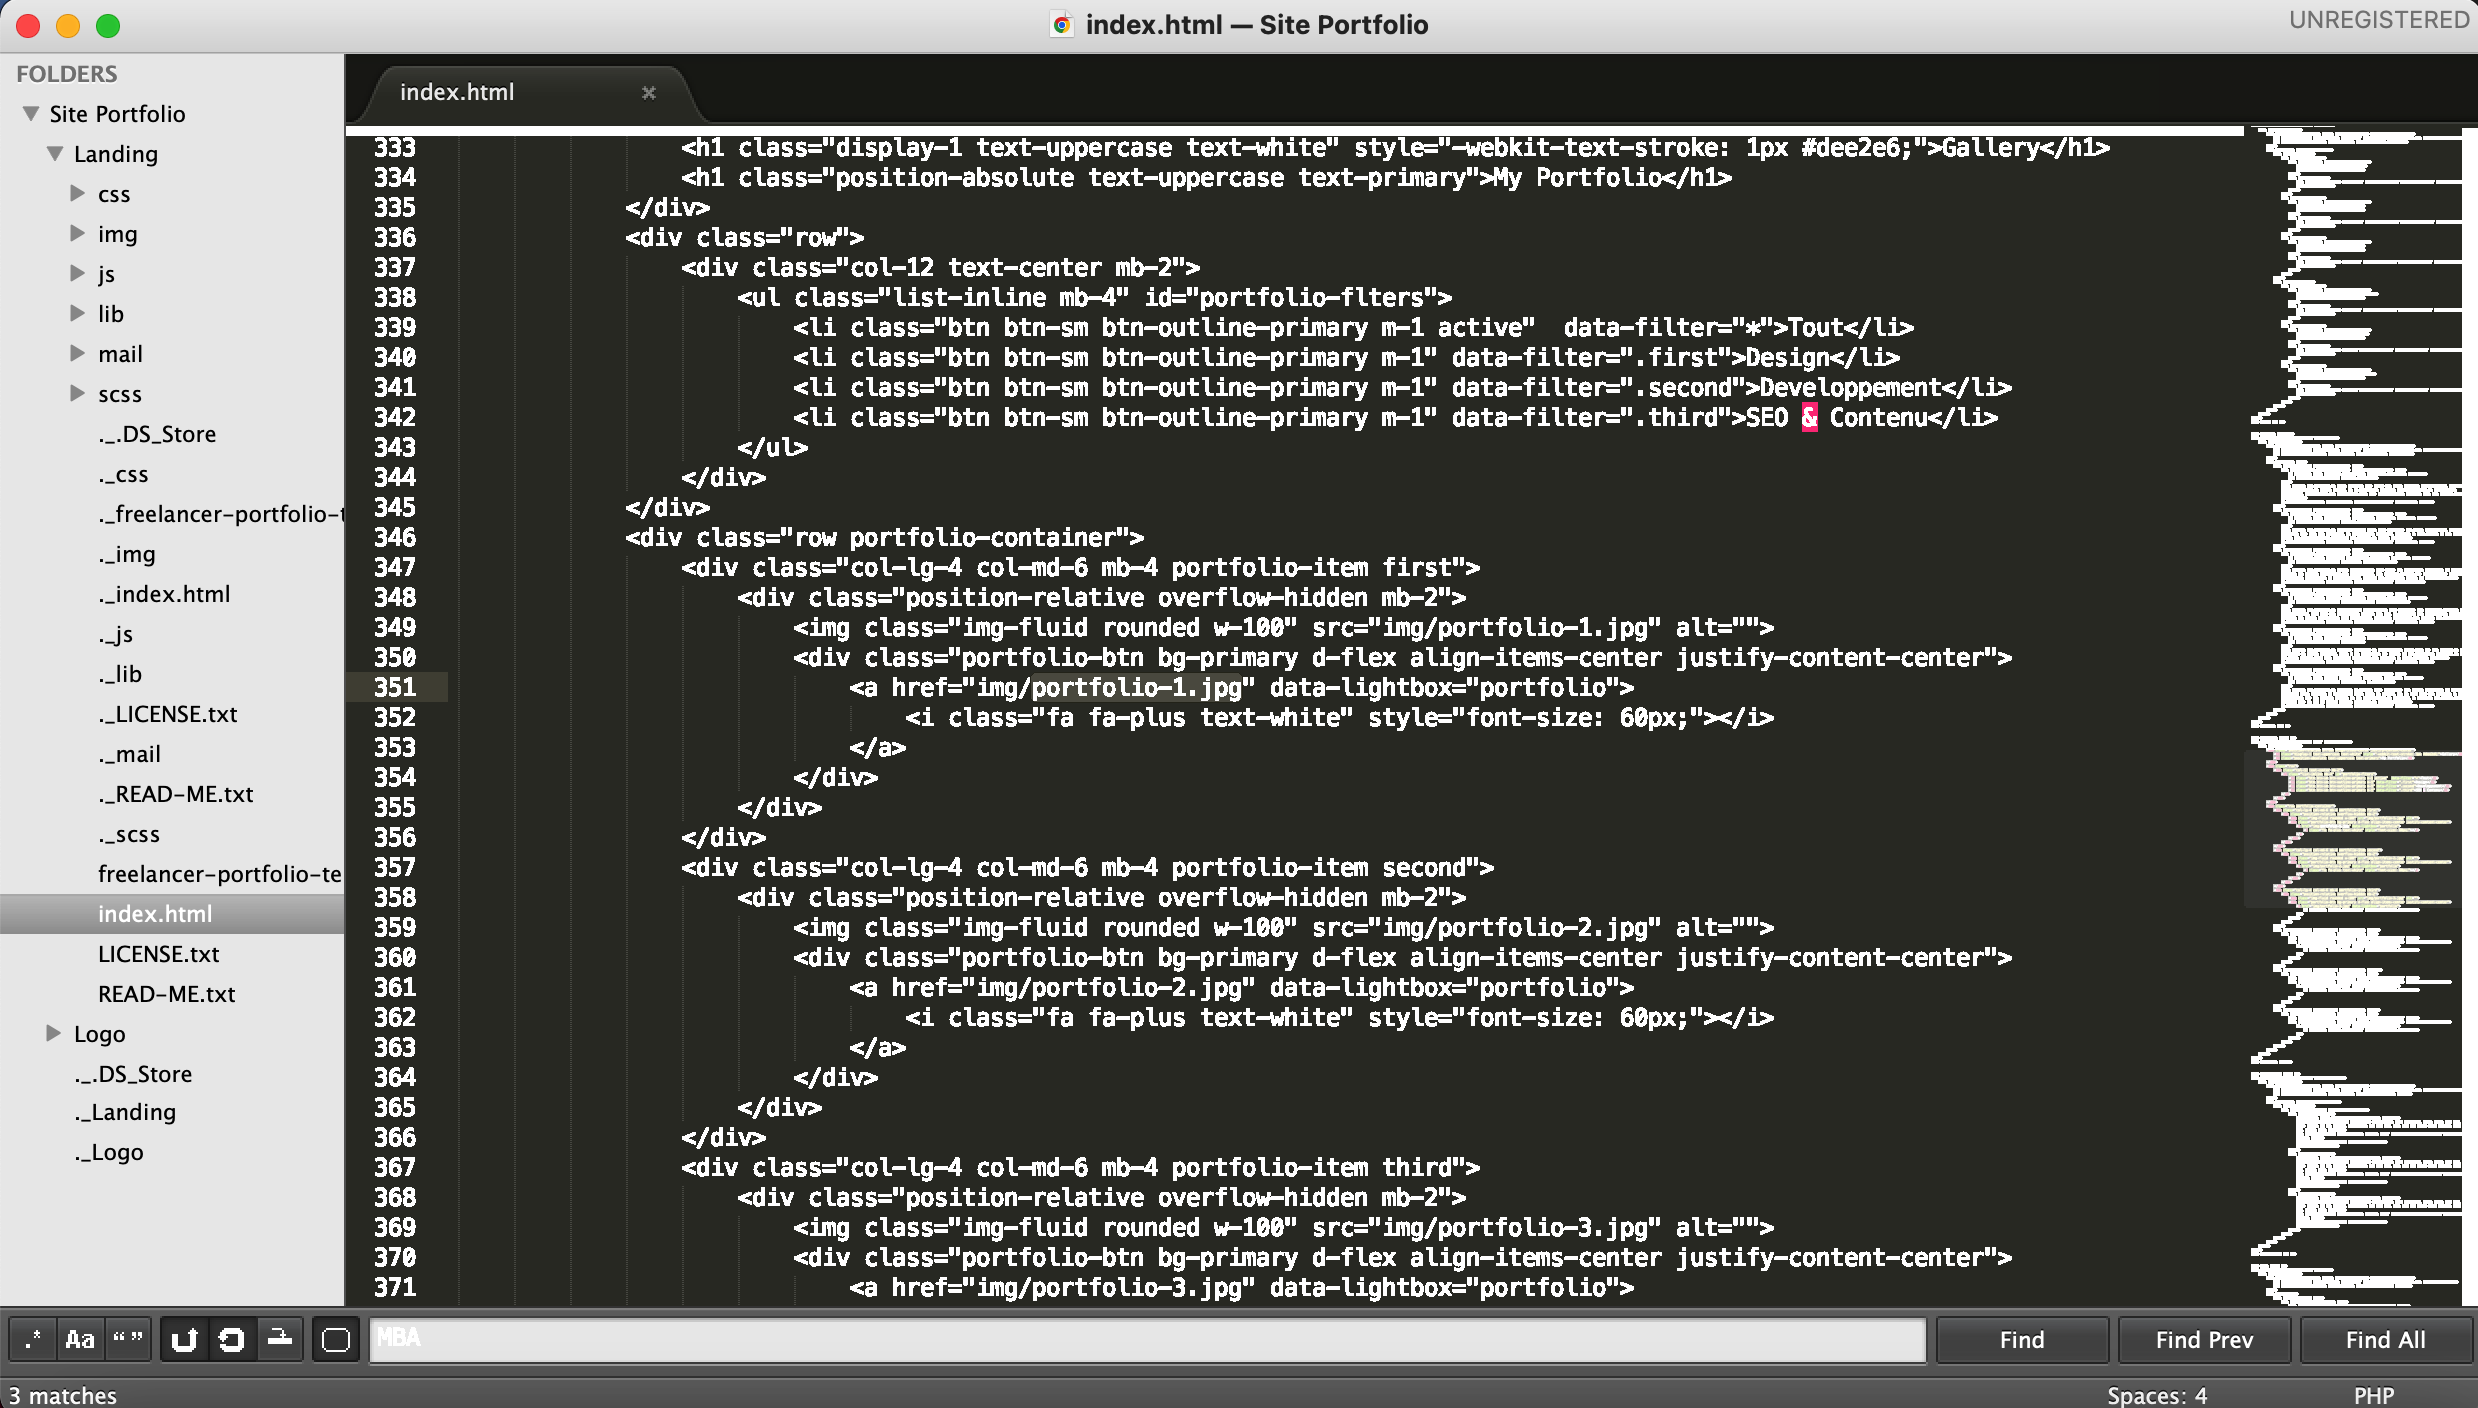 index.html — Site Portfolio
UNREGISTERED
FOLDERS
Site Portfolio
Landing
css
img
js
lib
mail
scss
._.DS_Store
._css
._freelancer-portfolio-t
._img
._index.html
._js
._lib
._LICENSE.txt
._mail
._READ-ME.txt
._scss
freelancer-portfolio-te
index.html
LICENSE.txt
READ-ME.txt
Logo
._.DS_Store
._Landing
._Logo
index.html
333 <h1 class="display-1 text-uppercase text-white" style="-webkit-text-stroke: 1px #dee2e6;">Gallery</h1>
334 <h1 class="position-absolute text-uppercase text-primary">My Portfolio</h1>
335 </div>
336 <div class="row">
337 <div class="col-12 text-center mb-2">
338 <ul class="list-inline mb-4" id="portfolio-flters">
339 <li class="btn btn-sm btn-outline-primary m-1 active"  data-filter="*">Tout</li>
340 <li class="btn btn-sm btn-outline-primary m-1" data-filter=".first">Design</li>
341 <li class="btn btn-sm btn-outline-primary m-1" data-filter=".second">Developpement</li>
342 <li class="btn btn-sm btn-outline-primary m-1" data-filter=".third">SEO & Contenu</li>
343 </ul>
344 </div>
345 </div>
346 <div class="row portfolio-container">
347 <div class="col-lg-4 col-md-6 mb-4 portfolio-item first">
348 <div class="position-relative overflow-hidden mb-2">
349 <img class="img-fluid rounded w-100" src="img/portfolio-1.jpg" alt="">
350 <div class="portfolio-btn bg-primary d-flex align-items-center justify-content-center">
351 <a href="img/portfolio-1.jpg" data-lightbox="portfolio">
352 <i class="fa fa-plus text-white" style="font-size: 60px;"></i>
353 </a>
354 </div>
355 </div>
356 </div>
357 <div class="col-lg-4 col-md-6 mb-4 portfolio-item second">
358 <div class="position-relative overflow-hidden mb-2">
359 <img class="img-fluid rounded w-100" src="img/portfolio-2.jpg" alt="">
360 <div class="portfolio-btn bg-primary d-flex align-items-center justify-content-center">
361 <a href="img/portfolio-2.jpg" data-lightbox="portfolio">
362 <i class="fa fa-plus text-white" style="font-size: 60px;"></i>
363 </a>
364 </div>
365 </div>
366 </div>
367 <div class="col-lg-4 col-md-6 mb-4 portfolio-item third">
368 <div class="position-relative overflow-hidden mb-2">
369 <img class="img-fluid rounded w-100" src="img/portfolio-3.jpg" alt="">
370 <div class="portfolio-btn bg-primary d-flex align-items-center justify-content-center">
371 <a href="img/portfolio-3.jpg" data-lightbox="portfolio">
.* Aa “” MBA Find Find Prev Find All
3 matches Spaces: 4 PHP